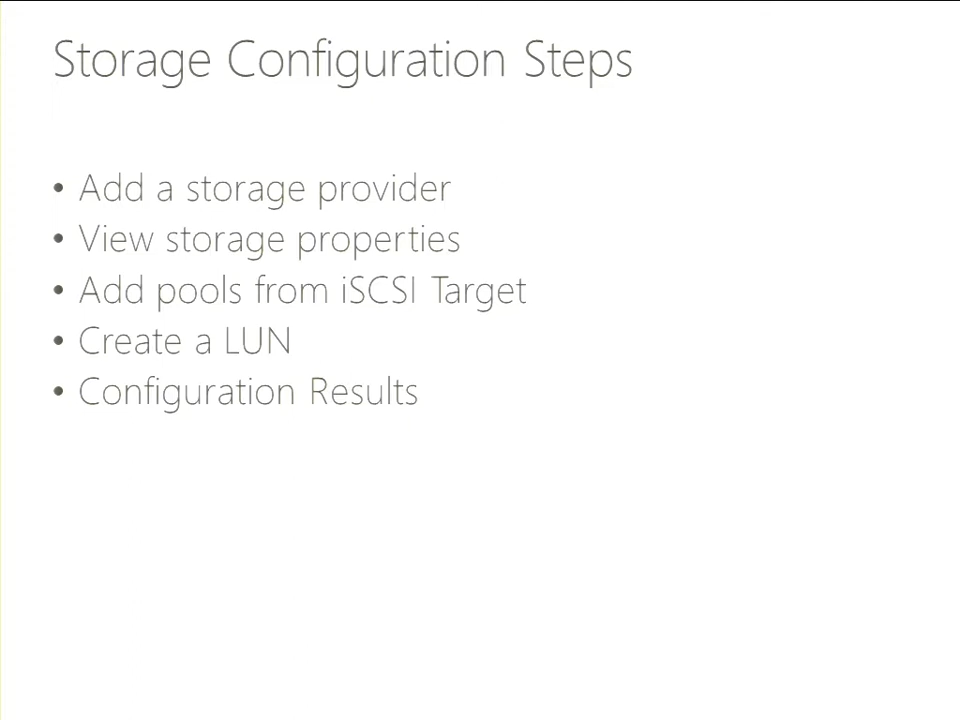 Storage Configuration Steps
• Add a storage provider
• View storage properties
• Add pools from iSCSI Target
• Create a LUN
• Configuration Results